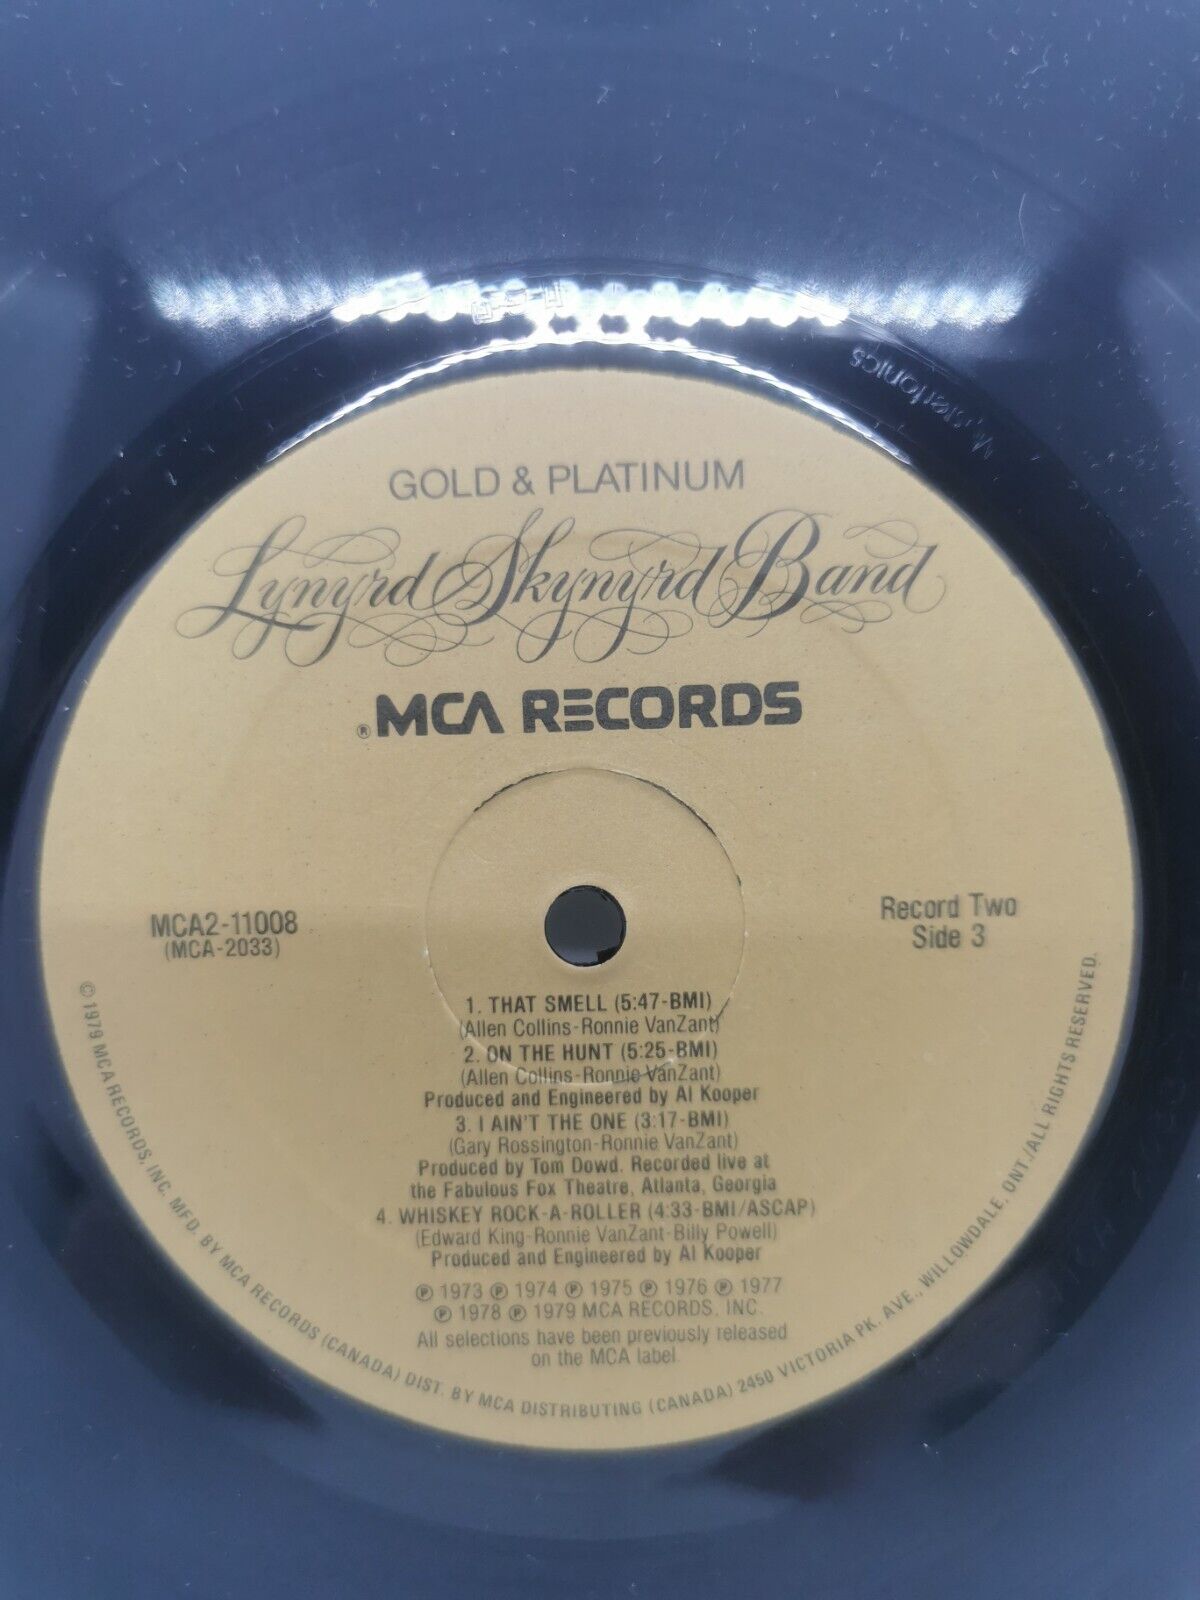 Mastertonics
GOLD & PLATINUM
Lynyrd Skynyrd Band
®MCA RECORDS
MCA2-11008
(MCA-2033)
Record Two
Side 3
1. THAT SMELL (5:47-BMI)
(Allen Collins-Ronnie VanZant)
2. ON THE HUNT (5:25-BMI)
(Allen Collins-Ronnie VanZant)
Produced and Engineered by Al Kooper
3. I AIN'T THE ONE (3:17-BMI)
(Gary Rossington-Ronnie VanZant)
Produced by Tom Dowd. Recorded live at
the Fabulous Fox Theatre, Atlanta, Georgia
4. WHISKEY ROCK-A-ROLLER (4:33-BMI/ASCAP)
(Edward King-Ronnie VanZant-Billy Powell)
Produced and Engineered by Al Kooper
℗ 1973 ℗ 1974 ℗ 1975 ℗ 1976 ℗ 1977
℗ 1978 ℗ 1979 MCA RECORDS, INC.
All selections have been previously released
on the MCA label.
© 1979 MCA RECORDS, INC. MFD. BY MCA RECORDS (CANADA) DIST. BY MCA DISTRIBUTING (CANADA) 2450 VICTORIA PK. AVE., WILLOWDALE, ONT./ALL RIGHTS RESERVED.